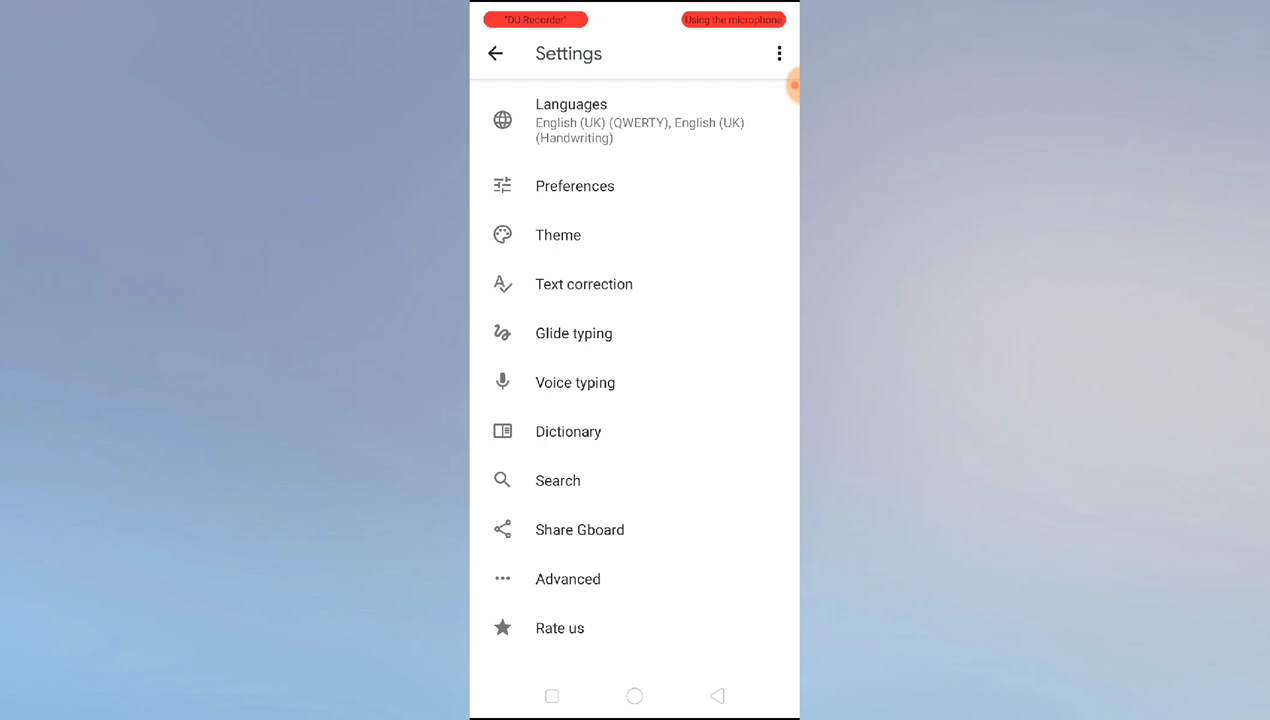 "DU Recorder" Using the microphone
Settings
Languages
English (UK) (QWERTY), English (UK)
(Handwriting)
Preferences
Theme
Text correction
Glide typing
Voice typing
Dictionary
Search
Share Gboard
Advanced
Rate us